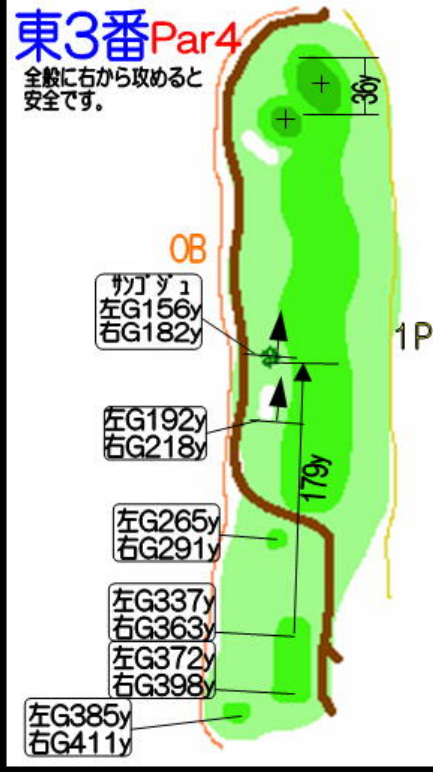 東3番Par4
全般に右から攻めると
安全です。
36y
OB
サンゴジュ
左G156y
右G182y
1P
左G192y
右G218y
179y
左G265y
右G291y
左G337y
右G363y
左G372y
右G398y
左G385y
右G411y